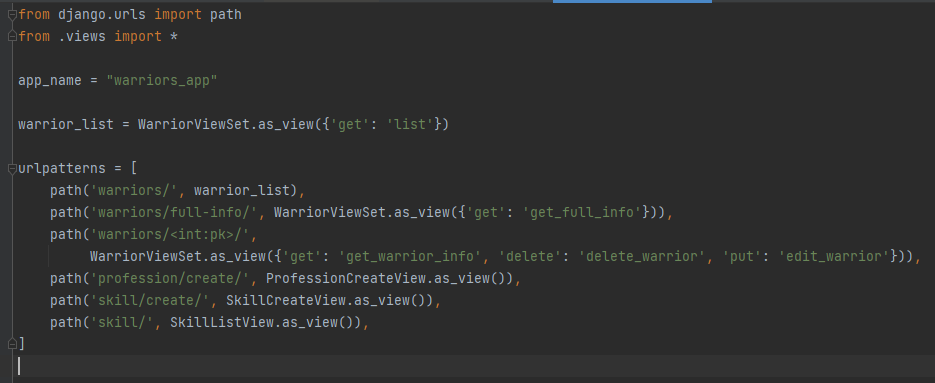 from django.urls import path
from .views import *

app_name = "warriors_app"

warrior_list = WarriorViewSet.as_view({'get': 'list'})

urlpatterns = [
    path('warriors/', warrior_list),
    path('warriors/full-info/', WarriorViewSet.as_view({'get': 'get_full_info'})),
    path('warriors/<int:pk>/',
         WarriorViewSet.as_view({'get': 'get_warrior_info', 'delete': 'delete_warrior', 'put': 'edit_warrior'})),
    path('profession/create/', ProfessionCreateView.as_view()),
    path('skill/create/', SkillCreateView.as_view()),
    path('skill/', SkillListView.as_view()),
]